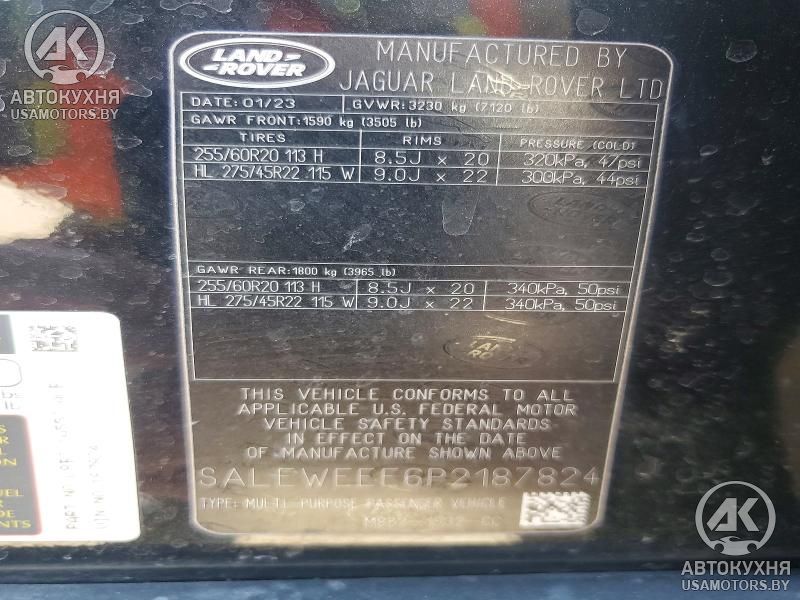 AK
АВТОКУХНЯ
USAMOTORS.BY
LAND ROVER
MANUFACTURED BY
JAGUAR LAND ROVER LTD
DATE: 01/23 GVWR: 3230 kg (7120 lb)
GAWR FRONT: 1590 kg (3505 lb)
TIRES RIMS PRESSURE (COLD)
255/60R20 113 H 8.5J x 20 320kPa, 47psi
HL 275/45R22 115 W 9.0J x 22 300kPa, 44psi
GAWR REAR: 1800 kg (3965 lb)
255/60R20 113 H 8.5J x 20 340kPa, 50psi
HL 275/45R22 115 W 9.0J x 22 340kPa, 50psi
THIS VEHICLE CONFORMS TO ALL
APPLICABLE U.S. FEDERAL MOTOR
VEHICLE SAFETY STANDARDS
IN EFFECT ON THE DATE
OF MANUFACTURE SHOWN ABOVE
SALEWEEE6P2187824
TYPE: MULTI PURPOSE PASSENGER VEHICLE
AK
АВТОКУХНЯ
USAMOTORS.BY